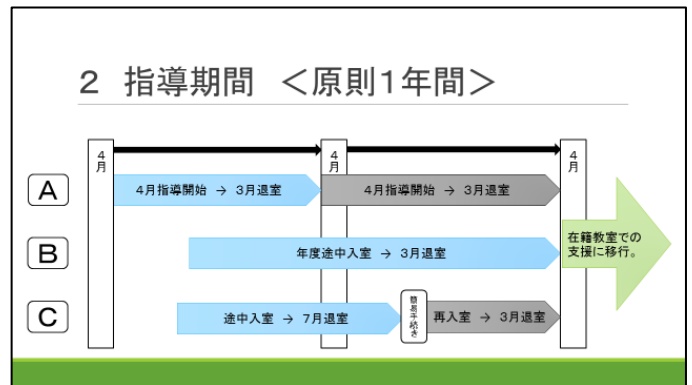 2 指導期間 <原則1年間>
4月
4月
4月
A
4月指導開始 → 3月退室
4月指導開始 → 3月退室
B
年度途中入室 → 3月退室
在籍教室での
支援に移行。
C
途中入室 → 7月退室
簡易手続き
再入室 → 3月退室